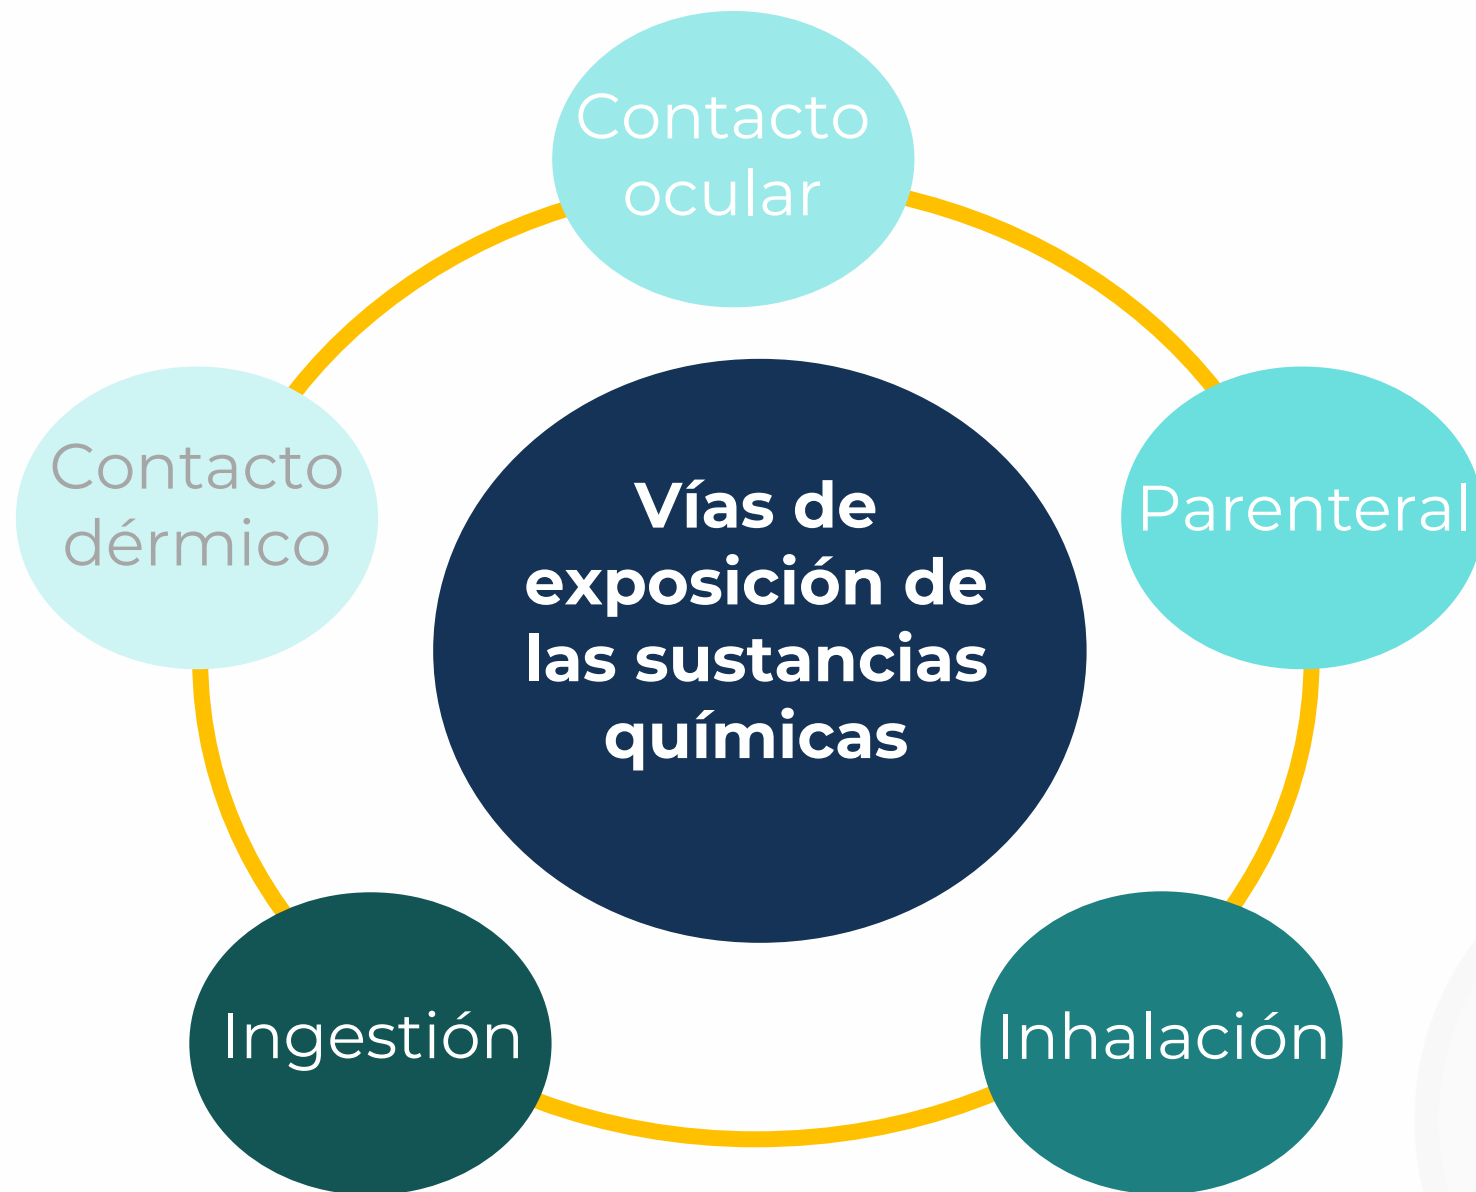 Contacto
ocular
Contacto
dérmico
Vías de
exposición de
las sustancias
químicas
Parenteral
Ingestión
Inhalación